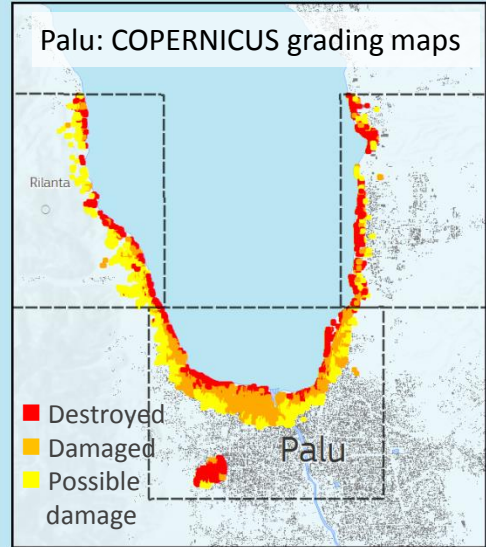 Palu: COPERNICUS grading maps
Rilanta
Destroyed
Damaged
Palu
Possible
damage